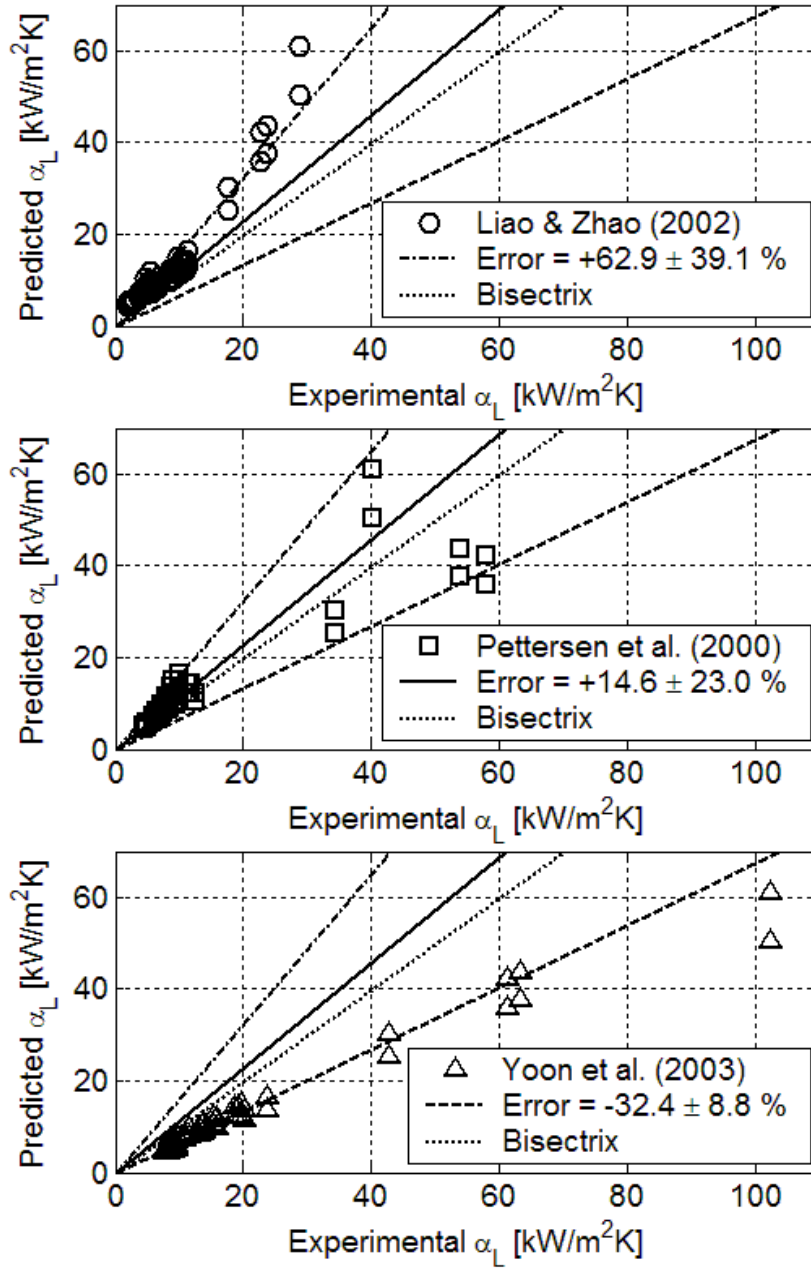 60
40
20
0
0 20 40 60 80 100
Predicted α_L [kW/m²K]
Experimental α_L [kW/m²K]
Liao & Zhao (2002)
Error = +62.9 ± 39.1 %
Bisectrix
60
40
20
0
0 20 40 60 80 100
Predicted α_L [kW/m²K]
Experimental α_L [kW/m²K]
Pettersen et al. (2000)
Error = +14.6 ± 23.0 %
Bisectrix
60
40
20
0
0 20 40 60 80 100
Predicted α_L [kW/m²K]
Experimental α_L [kW/m²K]
Yoon et al. (2003)
Error = -32.4 ± 8.8 %
Bisectrix